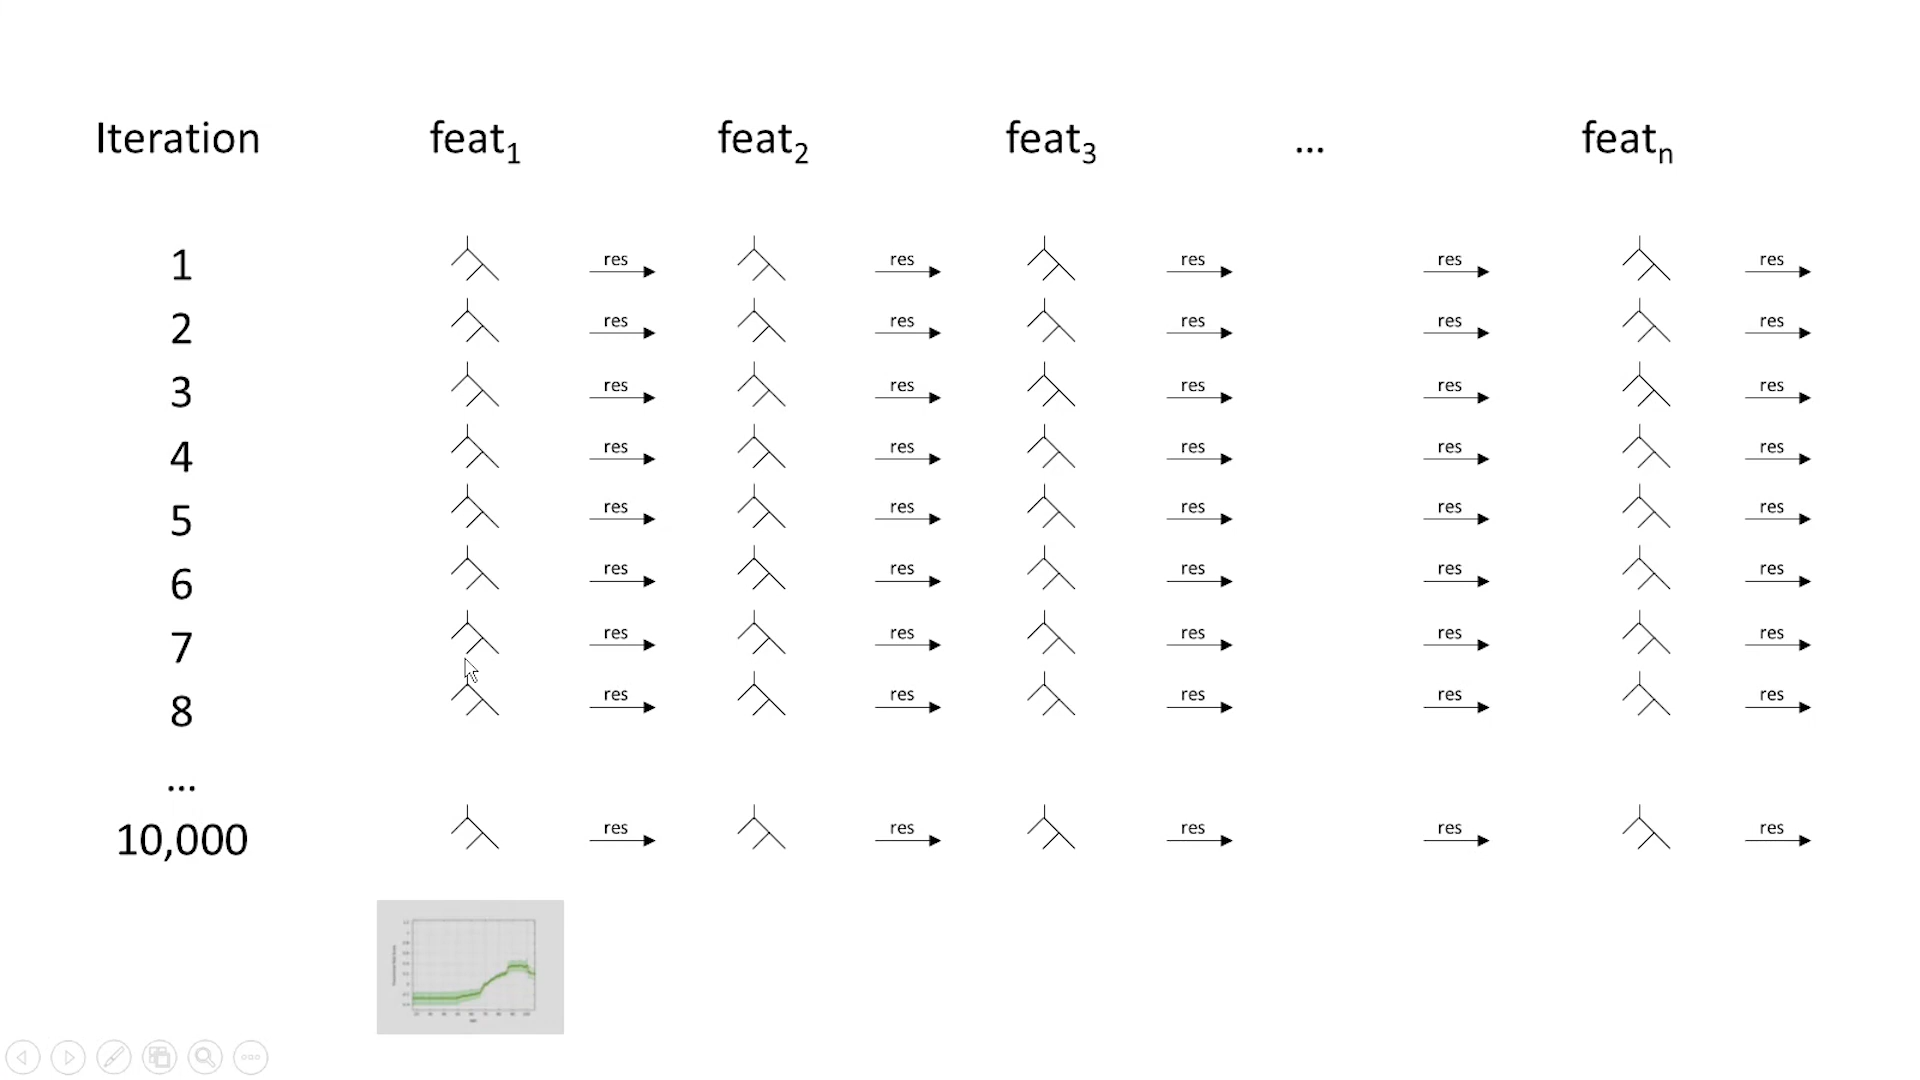 Iteration feat1 feat2 feat3 ... featn
1 res res res res res
2 res res res res res
3 res res res res res
4 res res res res res
5 res res res res res
6 res res res res res
7 res res res res res
8 res res res res res
...
10,000 res res res res res